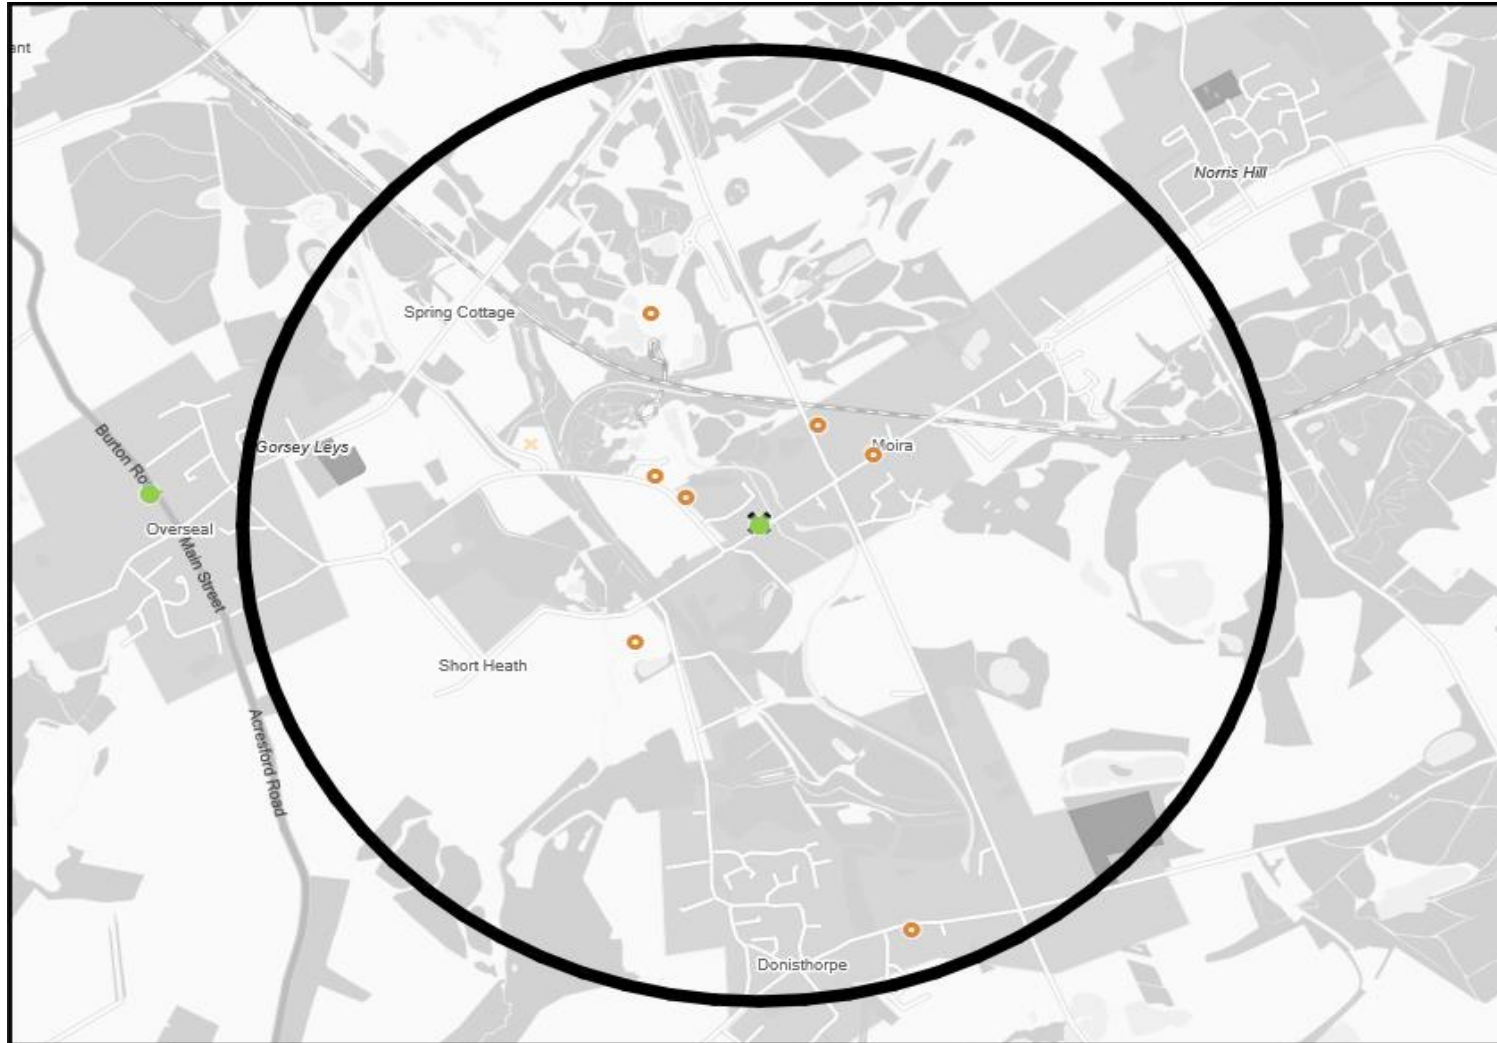 ant
Norris Hill
Spring Cottage
Burton Ro
Gorsey Leys
Moira
Overseal
Main Street
Short Heath
Acresford Road
Donisthorpe